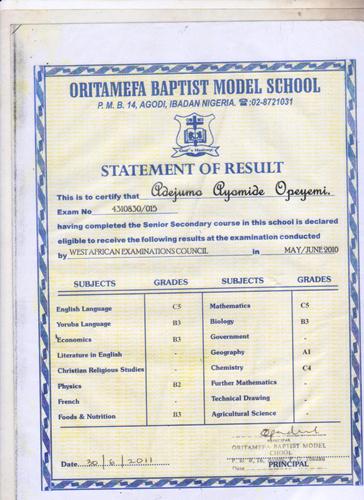 ORITAMEFA BAPTIST MODEL SCHOOL
P. M. B. 14, AGODI, IBADAN NIGERIA. ☎:02-8721031
STATEMENT OF RESULT
This is to certify that Adejumo Ayomide Opeyemi.
Exam No 4310830/015
having completed the Senior Secondary course in this school is declared
eligible to receive the following results at the examination conducted
by WEST AFRICAN EXAMINATIONS COUNCIL in MAY/JUNE 2010
SUBJECTS GRADES SUBJECTS GRADES
English Language C5 Mathematics C5
Yoruba Language B3 Biology B3
Economics B3 Government -
Literature in English - Geography A1
Christian Religious Studies - Chemistry C4
Physics B2 Further Mathematics -
French - Technical Drawing -
Foods & Nutrition B3 Agricultural Science -
PRINCIPAL
ORITAMEFA BAPTIST MODEL
Date 30/6/2011
Date
PRINCIPAL